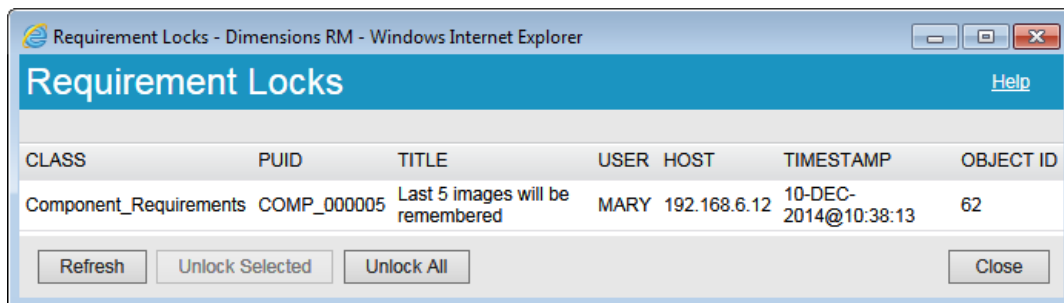 Requirement Locks - Dimensions RM - Windows Internet Explorer
Requirement Locks
Help
CLASS PUID TITLE USER HOST TIMESTAMP OBJECT ID
Component_Requirements COMP_000005 Last 5 images will be remembered MARY 192.168.6.12 10-DEC-2014@10:38:13 62
Refresh Unlock Selected Unlock All Close